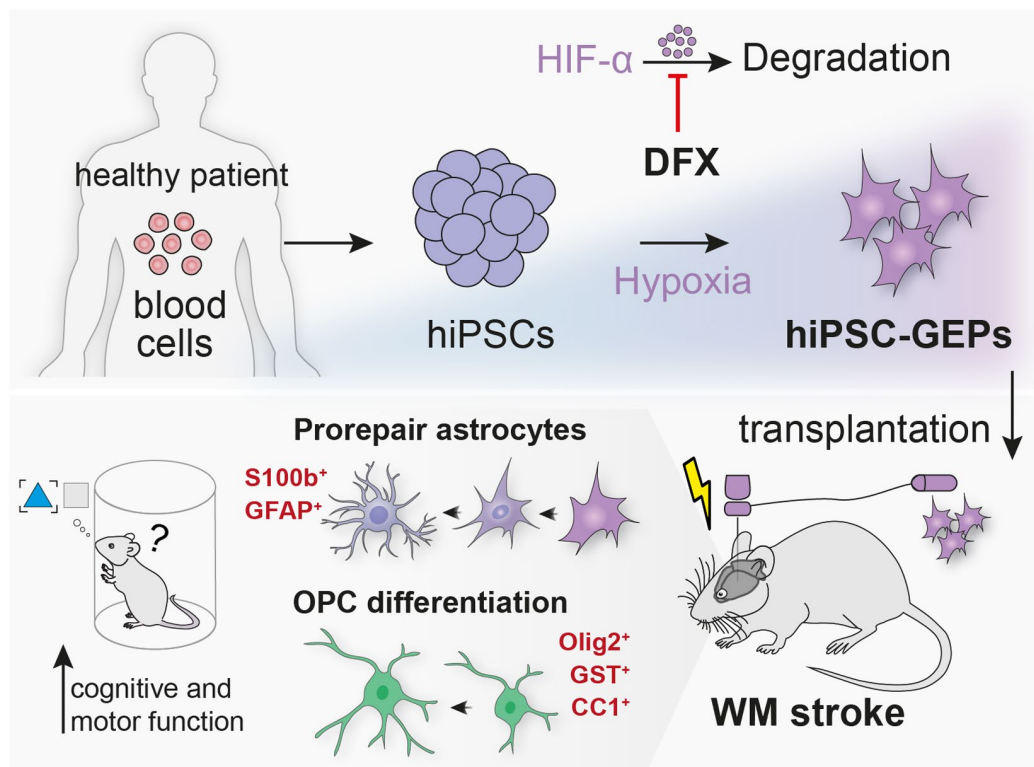 HIF-α
Degradation
DFX
healthy patient
blood
cells
hiPSCs
Hypoxia
hiPSC-GEPs
transplantation
Prorepair astrocytes
S100b⁺
GFAP⁺
?
OPC differentiation
Olig2⁺
GST⁺
CC1⁺
cognitive and
motor function
WM stroke